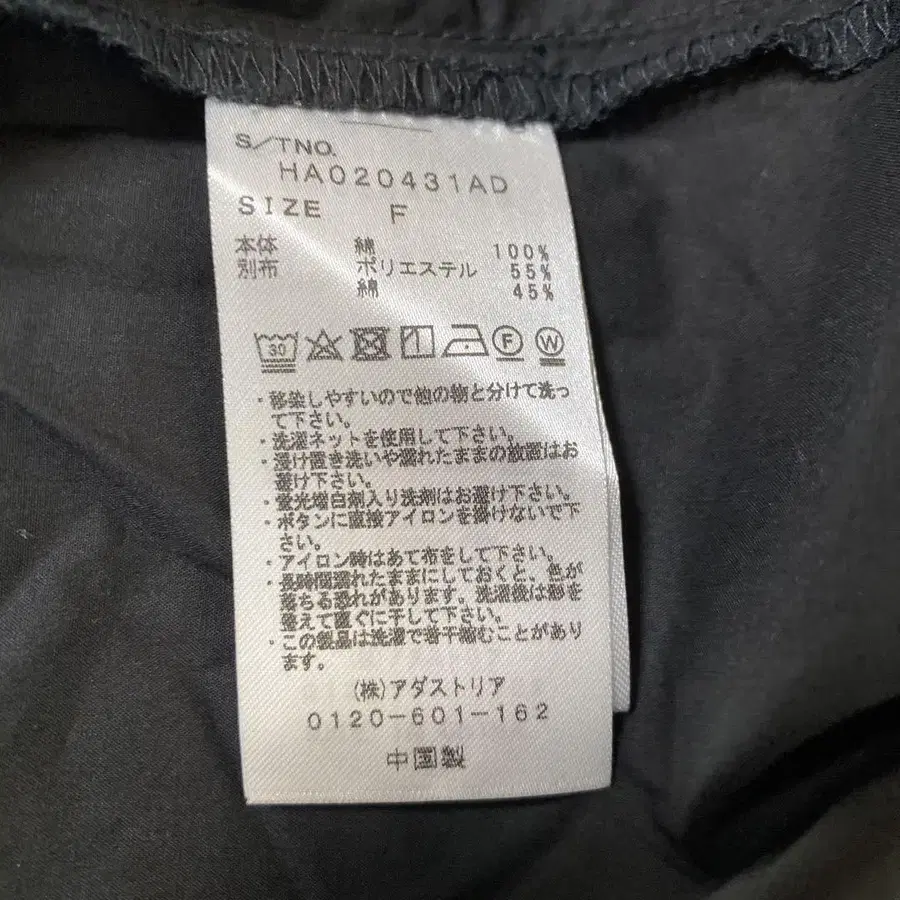 S/TNO.
HA020431AD
SIZE F
本体 綿 100%
別布 ポリエステル 55%
綿 45%
30 F W
・移染しやすいので他の物と分けて洗っ
て下さい。
・洗濯ネットを使用して下さい。
・浸け置き洗いや濡れたままの放置はお
避け下さい。
・蛍光増白剤入り洗剤はお避け下さい。
・ボタンに直接アイロンを掛けないで下
さい。
・アイロン時はあて布をして下さい。
・長時間濡れたままにしておくと、色が
落ちる恐れがあります。洗濯後は形を
整えて直ぐに干して下さい。
・この製品は洗濯で若干縮むことがあり
ます。
(株)アダストリア
0120-601-162
中国製